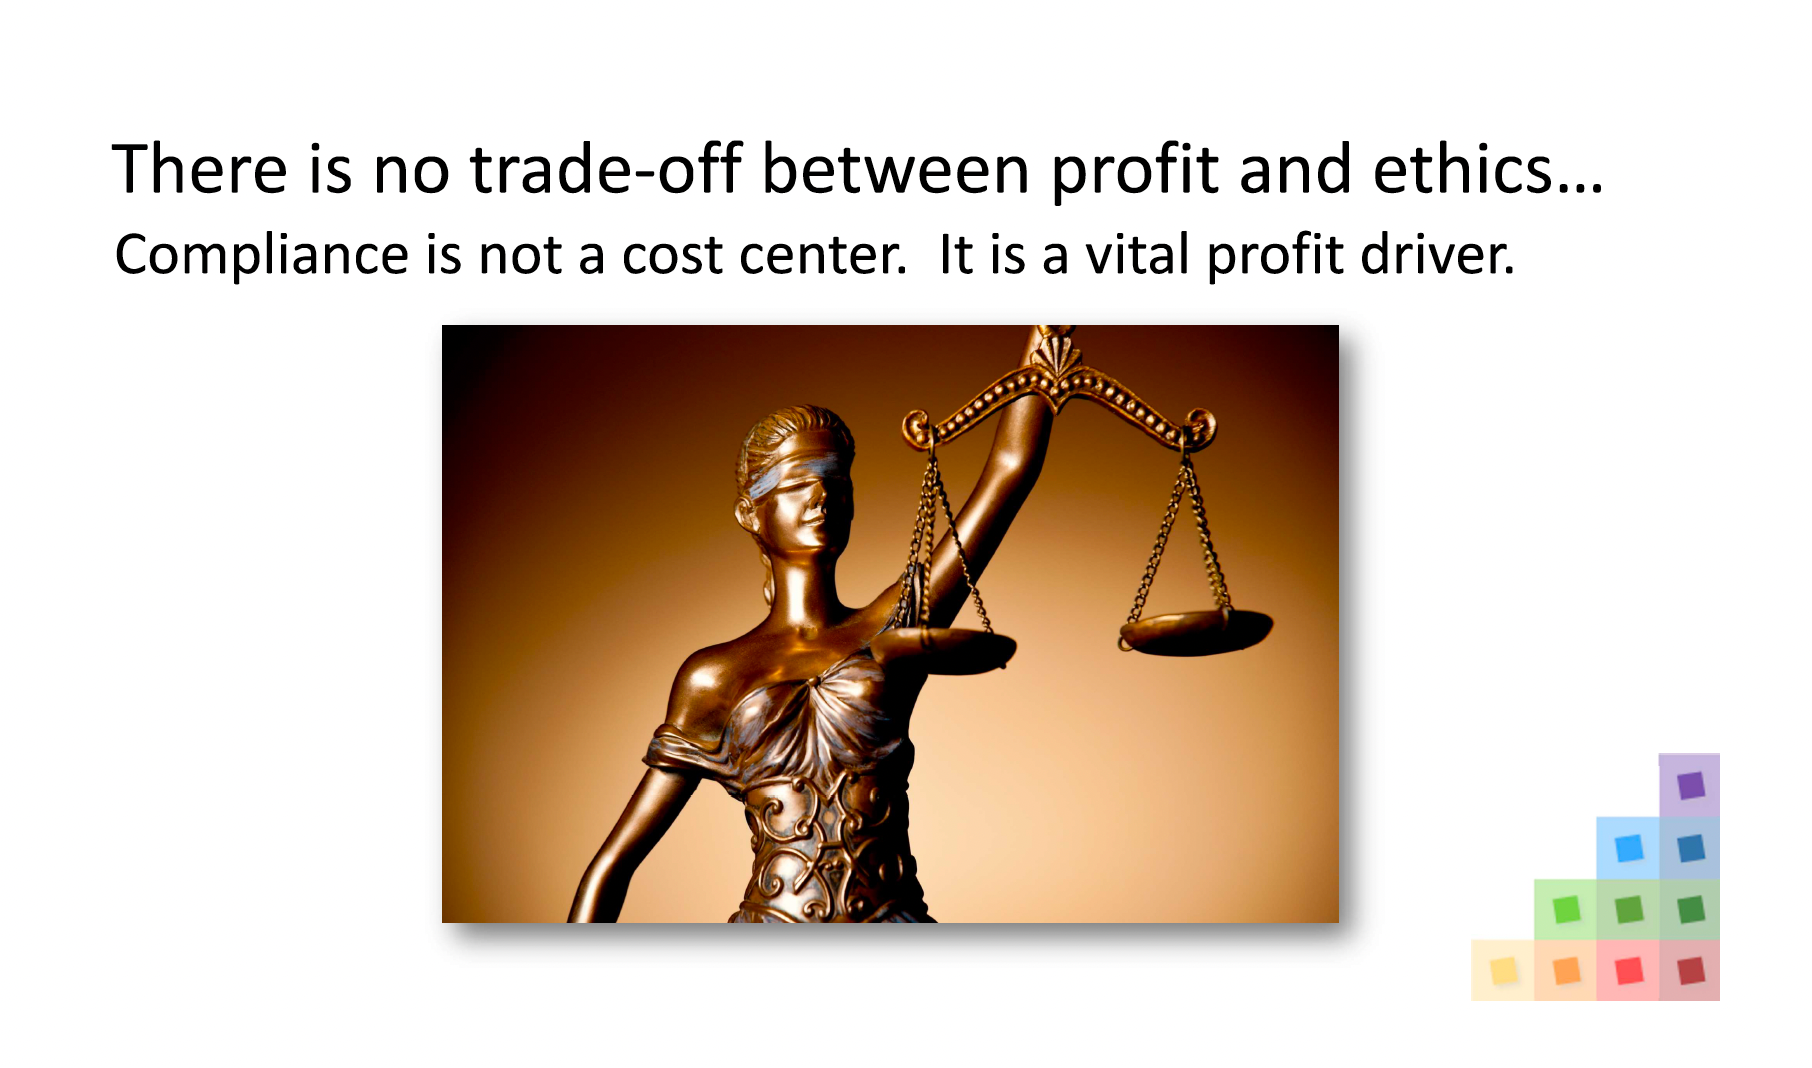 There is no trade-off between profit and ethics...
Compliance is not a cost center.  It is a vital profit driver.